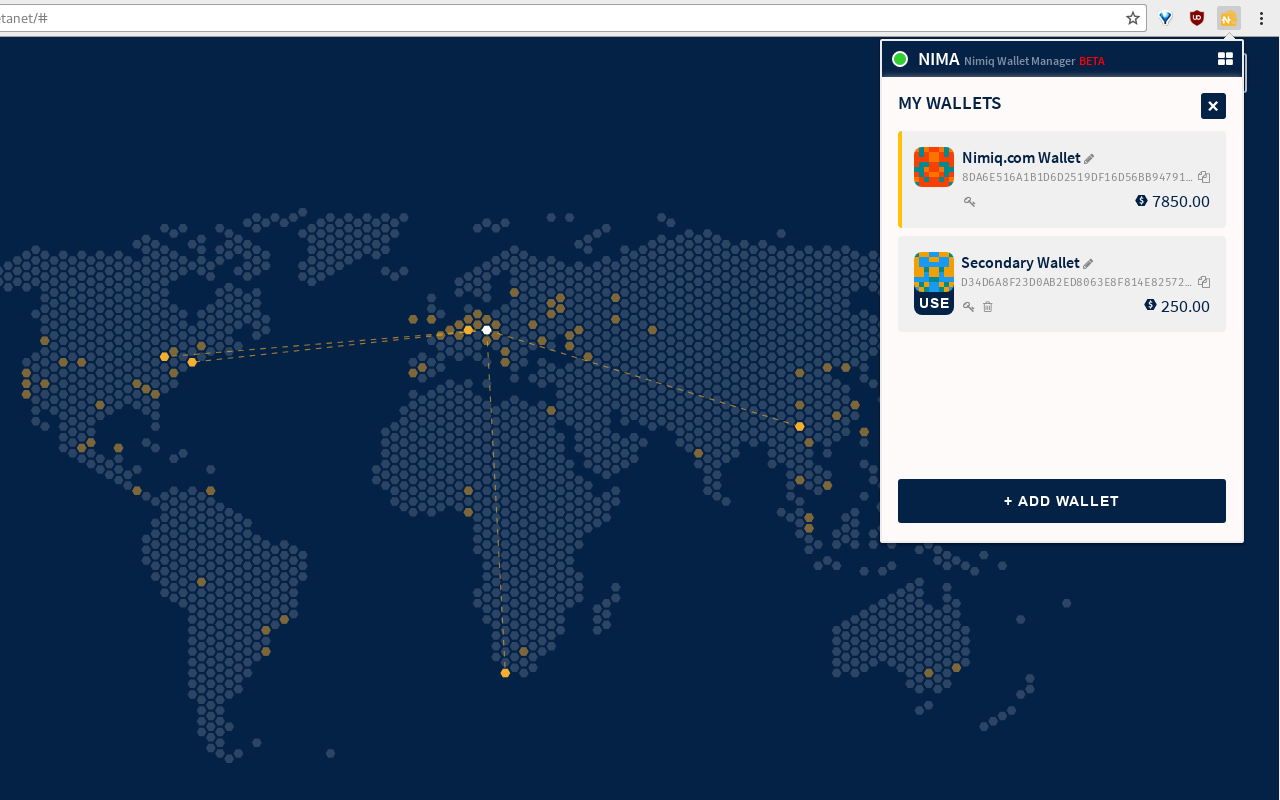 etanet/#
NIMA Nimiq Wallet Manager BETA
MY WALLETS
Nimiq.com Wallet
8DA6E516A1B1D6D2519DF16D56BB94791…
7850.00
Secondary Wallet
D34D6A8F23D0AB2ED8063E8F814E82572…
USE
250.00
+ ADD WALLET